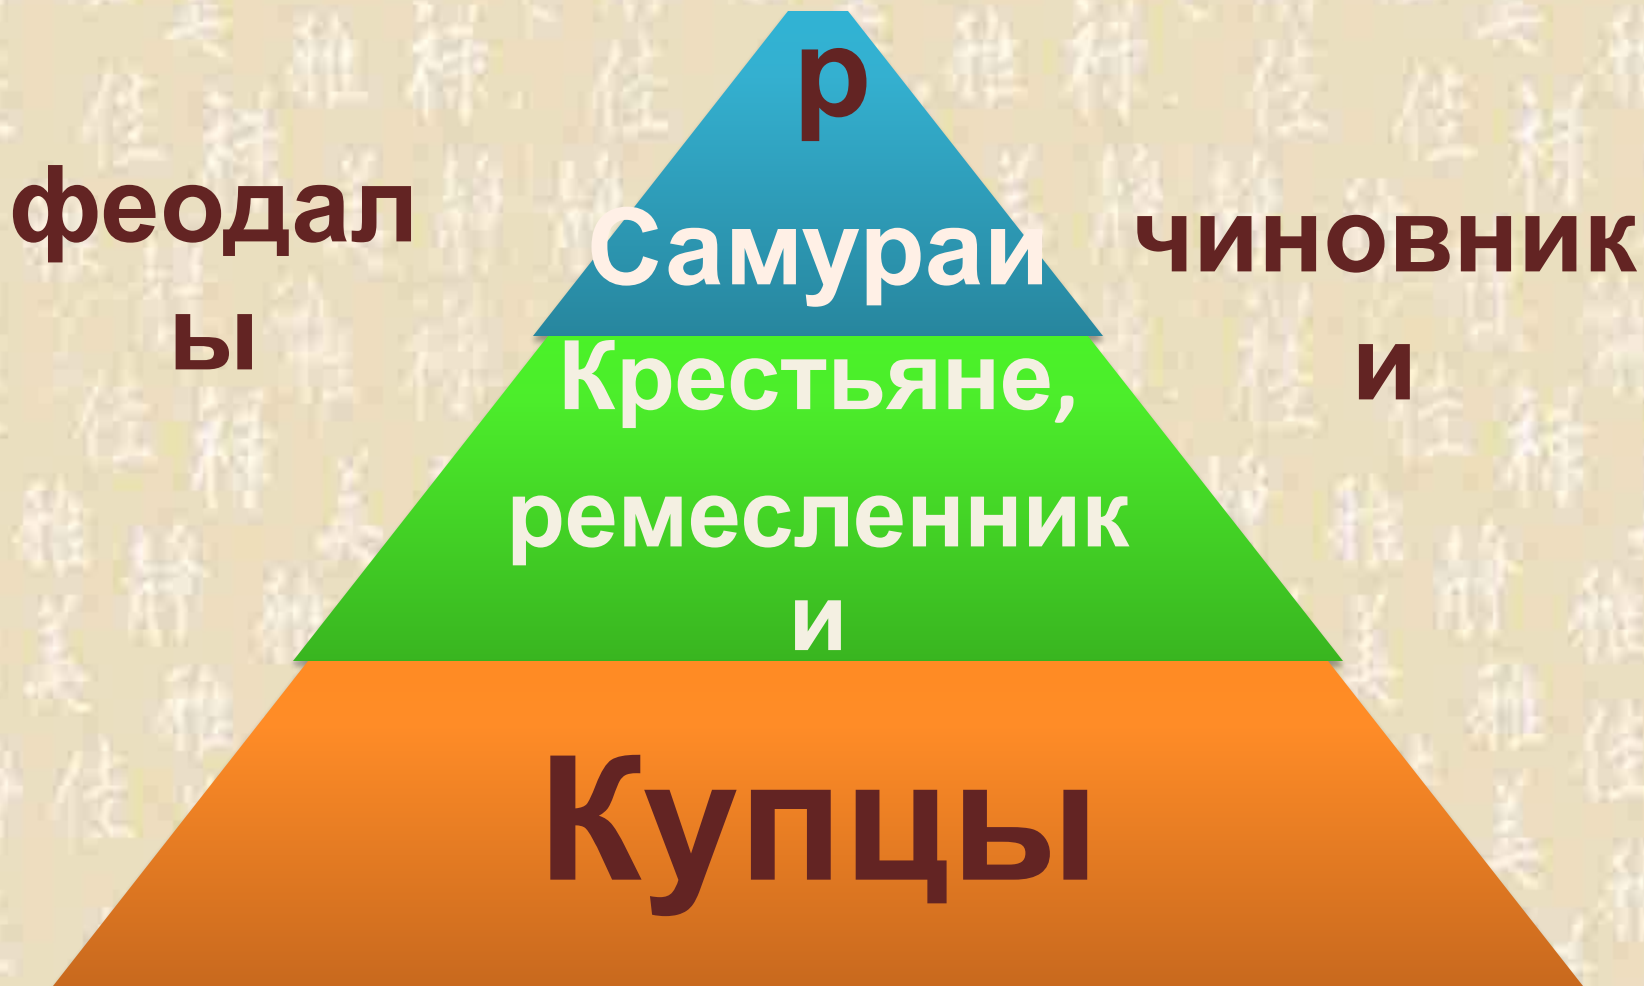 р
феодал
ы
Самураи
чиновник
и
Крестьяне,
ремесленник
и
Купцы